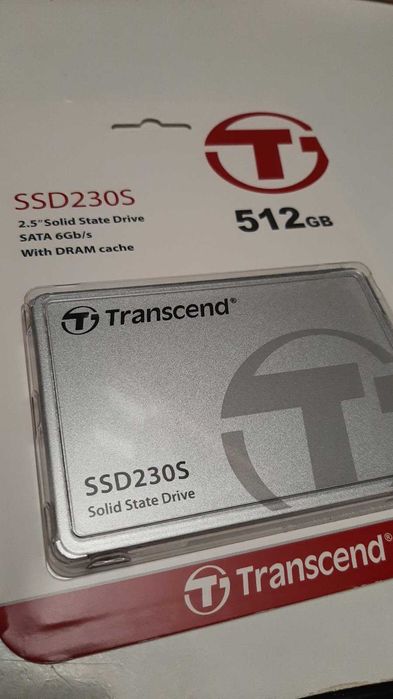 SSD230S
2.5"Solid State Drive
SATA 6Gb/s
With DRAM cache
512GB
Transcend®
SSD230S
Solid State Drive
Transcend®